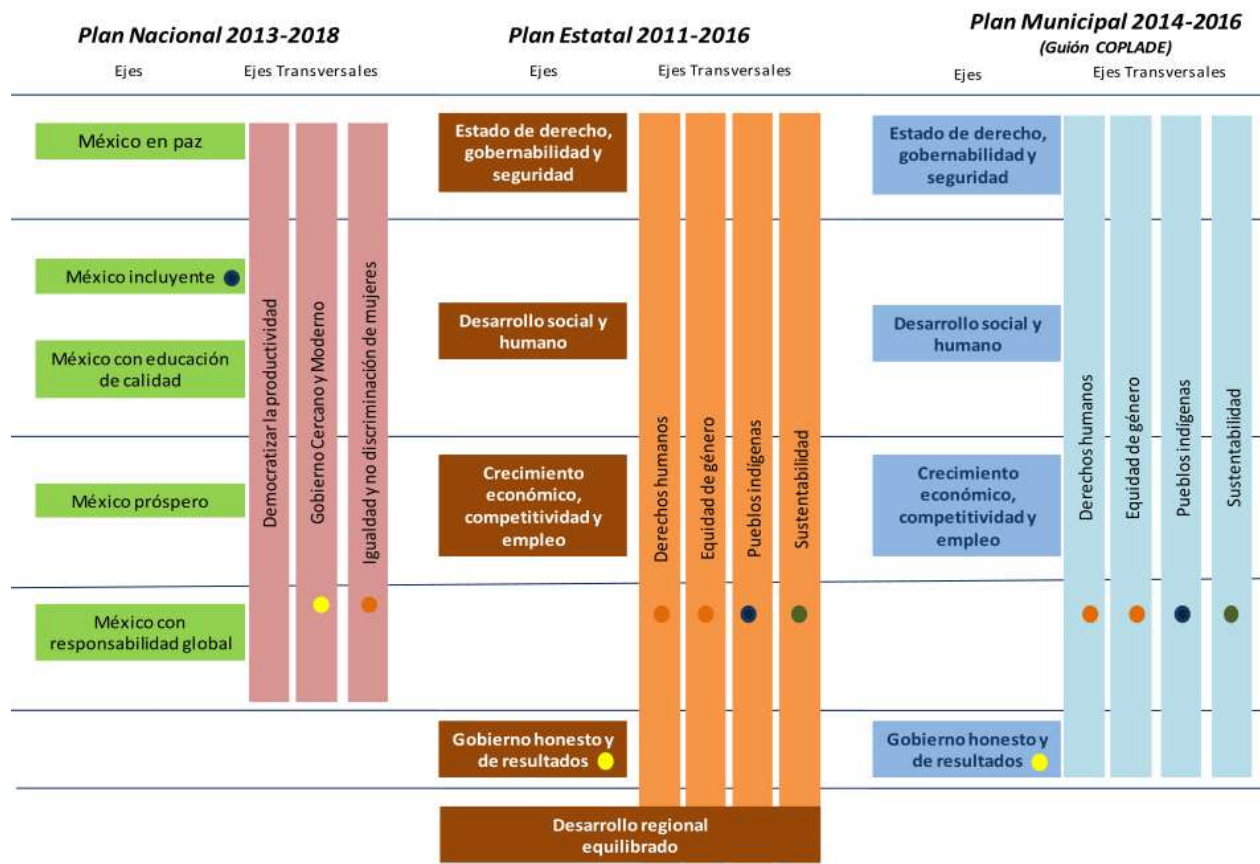 Plan Nacional 2013-2018
Ejes
Ejes Transversales
México en paz
México incluyente
México con educación
de calidad
México próspero
México con
responsabilidad global
Democratizar la productividad
Gobierno Cercano y Moderno
Igualdad y no discriminación de mujeres
Plan Estatal 2011-2016
Ejes
Ejes Transversales
Estado de derecho,
gobernabilidad y
seguridad
Desarrollo social y
humano
Crecimiento
económico,
competitividad y
empleo
Gobierno honesto y
de resultados
Desarrollo regional
equilibrado
Derechos humanos
Equidad de género
Pueblos indígenas
Sustentabilidad
Plan Municipal 2014-2016
(Guión COPLADE)
Ejes
Ejes Transversales
Estado de derecho,
gobernabilidad y
seguridad
Desarrollo social y
humano
Crecimiento
económico,
competitividad y
empleo
Gobierno honesto y
de resultados
Derechos humanos
Equidad de género
Pueblos indígenas
Sustentabilidad